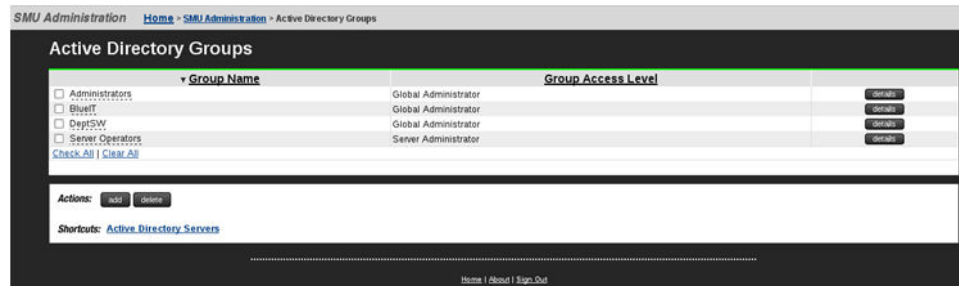 SMU Administration Home > SMU Administration > Active Directory Groups
Active Directory Groups
▼ Group Name Group Access Level
Administrators Global Administrator details
BlueIT Global Administrator details
DeptSW Global Administrator details
Server Operators Server Administrator details
Check All | Clear All
Actions: add delete
Shortcuts: Active Directory Servers
Home | About | Sign Out